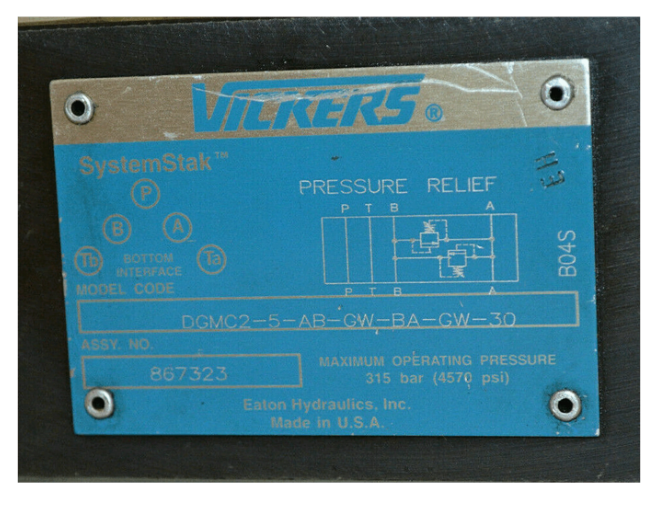 VICKERS®
SystemStak™
P
B A
Tb BOTTOM INTERFACE Ta
PRESSURE RELIEF
P T B A
P T B A
B04S
MODEL CODE
DGMC2-5-AB-GW-BA-GW-30
ASSY. NO.
867323
MAXIMUM OPERATING PRESSURE
315 bar (4570 psi)
Eaton Hydraulics, Inc.
Made in U.S.A.